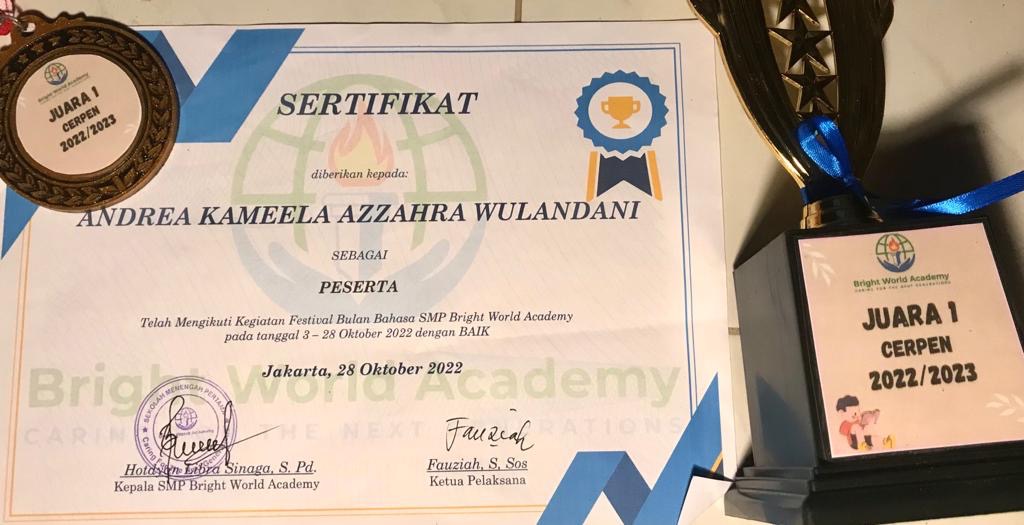 Bright World Academy
JUARA 1
CERPEN
2022/2023
SERTIFIKAT
diberikan kepada:
ANDREA KAMEELA AZZAHRA WULANDANI
SEBAGAI
PESERTA
Telah Mengikuti Kegiatan Festival Bulan Bahasa SMP Bright World Academy
pada tanggal 3 – 28 Oktober 2022 dengan BAIK
Jakarta, 28 Oktober 2022
Bright World Academy
CARING THE NEXT GENERATIONS
SEKOLAH MENENGAH PERTAMA
Fauziah
Sinaga, S. Pd.
Kepala SMP Bright World Academy
Fauziah, S, Sos
Ketua Pelaksana
Bright World Academy
CARING FOR THE NEXT GENERATIONS
JUARA 1
CERPEN
2022/2023